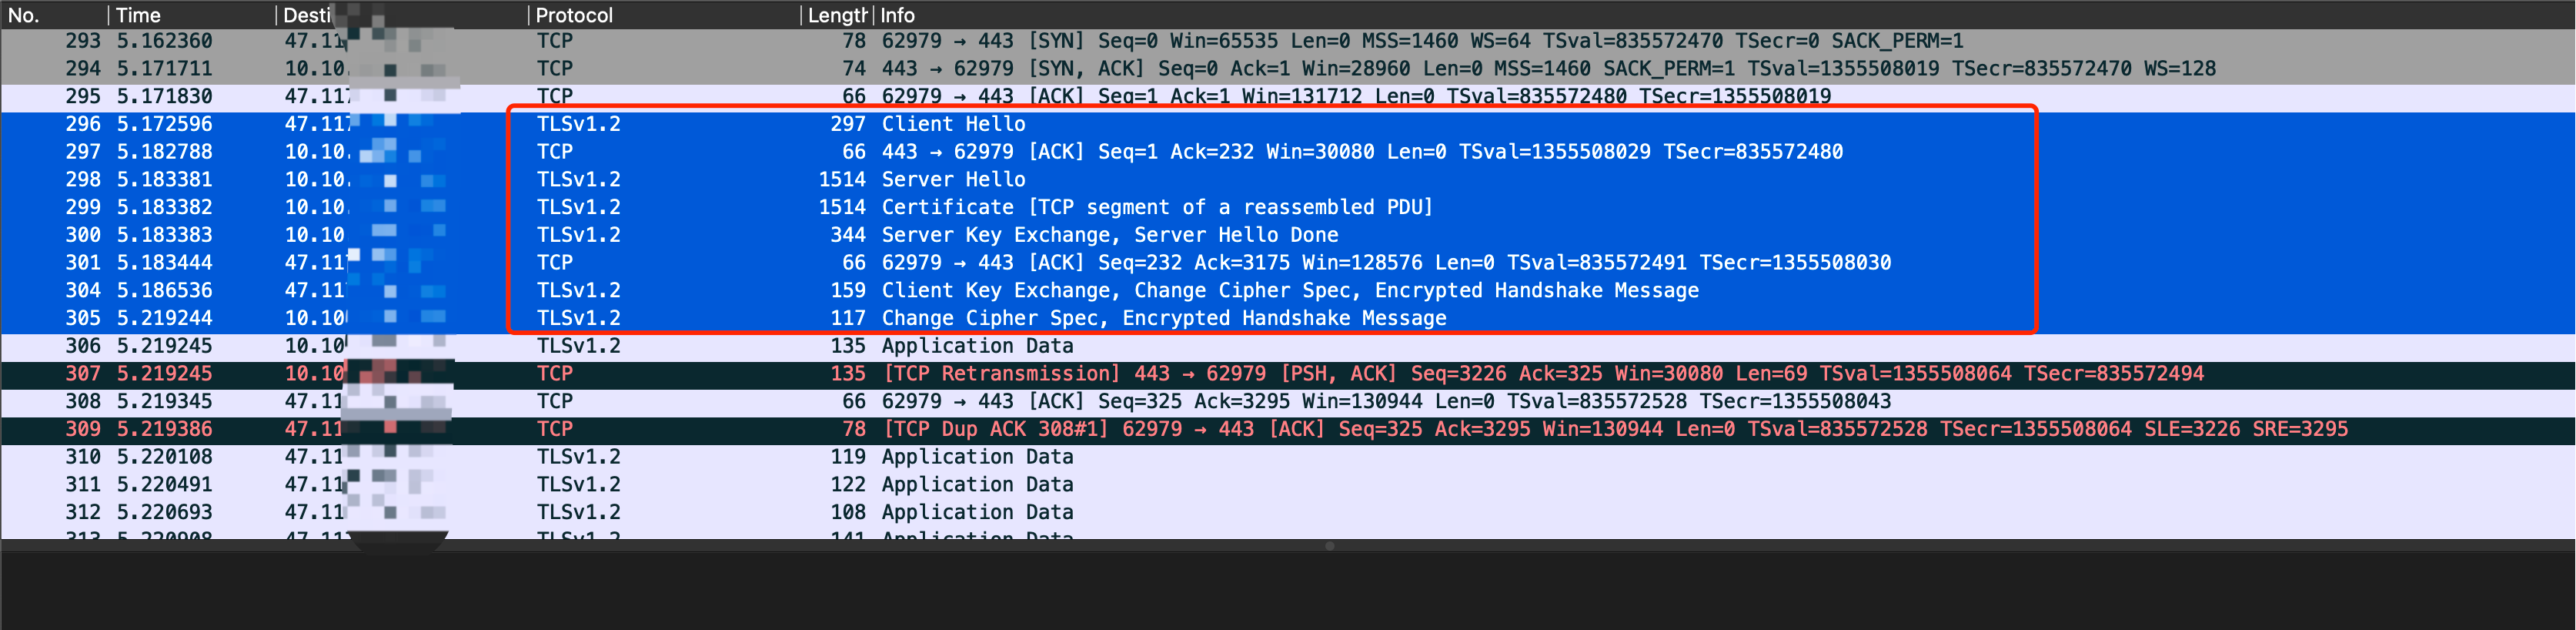 No. Time Desti Protocol Length Info
293 5.162360 47.11 TCP 78 62979 → 443 [SYN] Seq=0 Win=65535 Len=0 MSS=1460 WS=64 TSval=835572470 TSecr=0 SACK_PERM=1
294 5.171711 10.10. TCP 74 443 → 62979 [SYN, ACK] Seq=0 Ack=1 Win=28960 Len=0 MSS=1460 SACK_PERM=1 TSval=1355508019 TSecr=835572470 WS=128
295 5.171830 47.117 TCP 66 62979 → 443 [ACK] Seq=1 Ack=1 Win=131712 Len=0 TSval=835572480 TSecr=1355508019
296 5.172596 47.117 TLSv1.2 297 Client Hello
297 5.182788 10.10. TCP 66 443 → 62979 [ACK] Seq=1 Ack=232 Win=30080 Len=0 TSval=1355508029 TSecr=835572480
298 5.183381 10.10. TLSv1.2 1514 Server Hello
299 5.183382 10.10. TLSv1.2 1514 Certificate [TCP segment of a reassembled PDU]
300 5.183383 10.10 TLSv1.2 344 Server Key Exchange, Server Hello Done
301 5.183444 47.11 TCP 66 62979 → 443 [ACK] Seq=232 Ack=3175 Win=128576 Len=0 TSval=835572491 TSecr=1355508030
304 5.186536 47.11 TLSv1.2 159 Client Key Exchange, Change Cipher Spec, Encrypted Handshake Message
305 5.219244 10.10 TLSv1.2 117 Change Cipher Spec, Encrypted Handshake Message
306 5.219245 10.10 TLSv1.2 135 Application Data
307 5.219245 10.10 TCP 135 [TCP Retransmission] 443 → 62979 [PSH, ACK] Seq=3226 Ack=325 Win=30080 Len=69 TSval=1355508064 TSecr=835572494
308 5.219345 47.11 TCP 66 62979 → 443 [ACK] Seq=325 Ack=3295 Win=130944 Len=0 TSval=835572528 TSecr=1355508043
309 5.219386 47.11 TCP 78 [TCP Dup ACK 308#1] 62979 → 443 [ACK] Seq=325 Ack=3295 Win=130944 Len=0 TSval=835572528 TSecr=1355508064 SLE=3226 SRE=3295
310 5.220108 47.11 TLSv1.2 119 Application Data
311 5.220491 47.11 TLSv1.2 122 Application Data
312 5.220693 47.11 TLSv1.2 108 Application Data
313 5.220908 47.11 TLSv1.2 141 Application Data